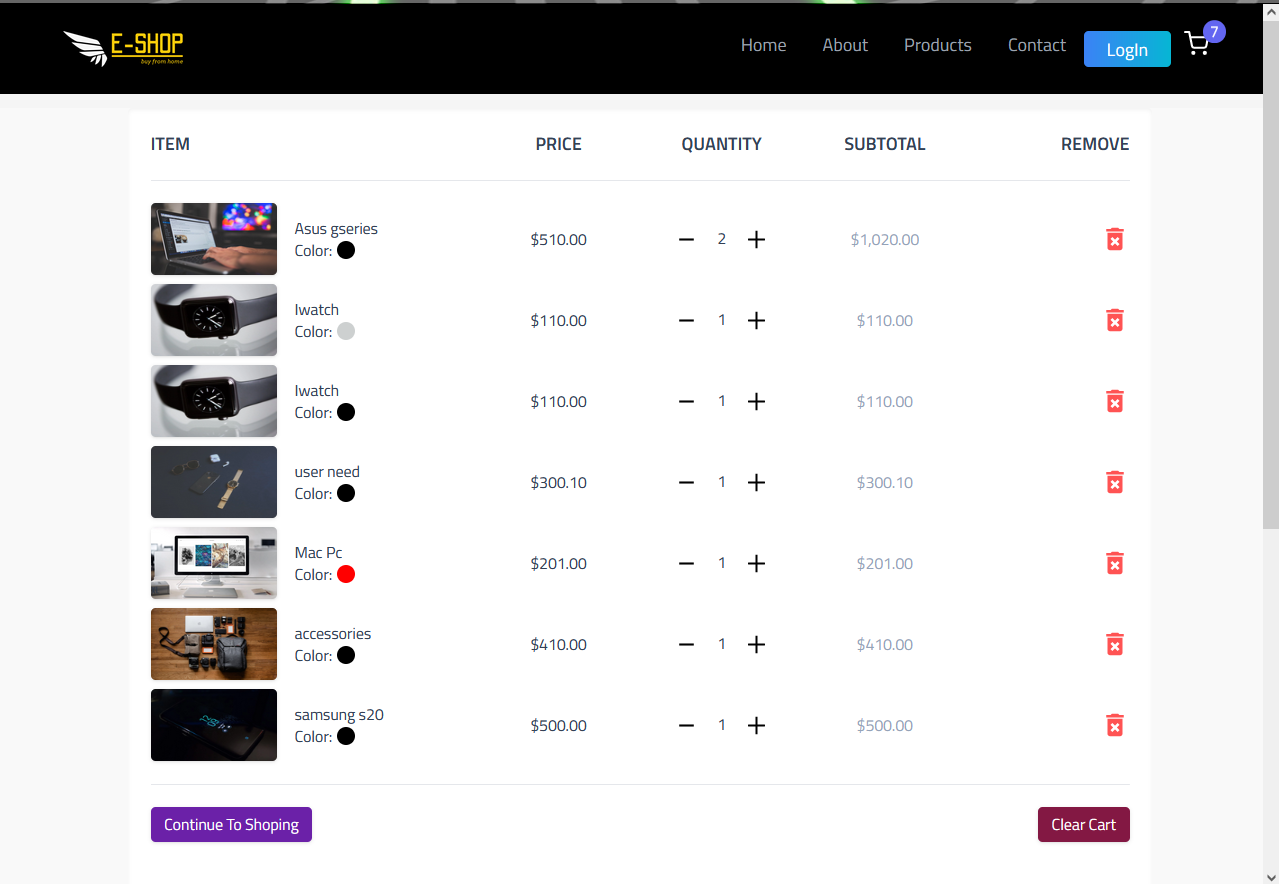 E-SHOP
buy from home
Home About Products Contact LogIn 7
ITEM PRICE QUANTITY SUBTOTAL REMOVE
Asus gseries
Color:
$510.00 2 $1,020.00
Iwatch
Color:
$110.00 1 $110.00
Iwatch
Color:
$110.00 1 $110.00
user need
Color:
$300.10 1 $300.10
Mac Pc
Color:
$201.00 1 $201.00
accessories
Color:
$410.00 1 $410.00
samsung s20
Color:
$500.00 1 $500.00
Continue To Shoping Clear Cart